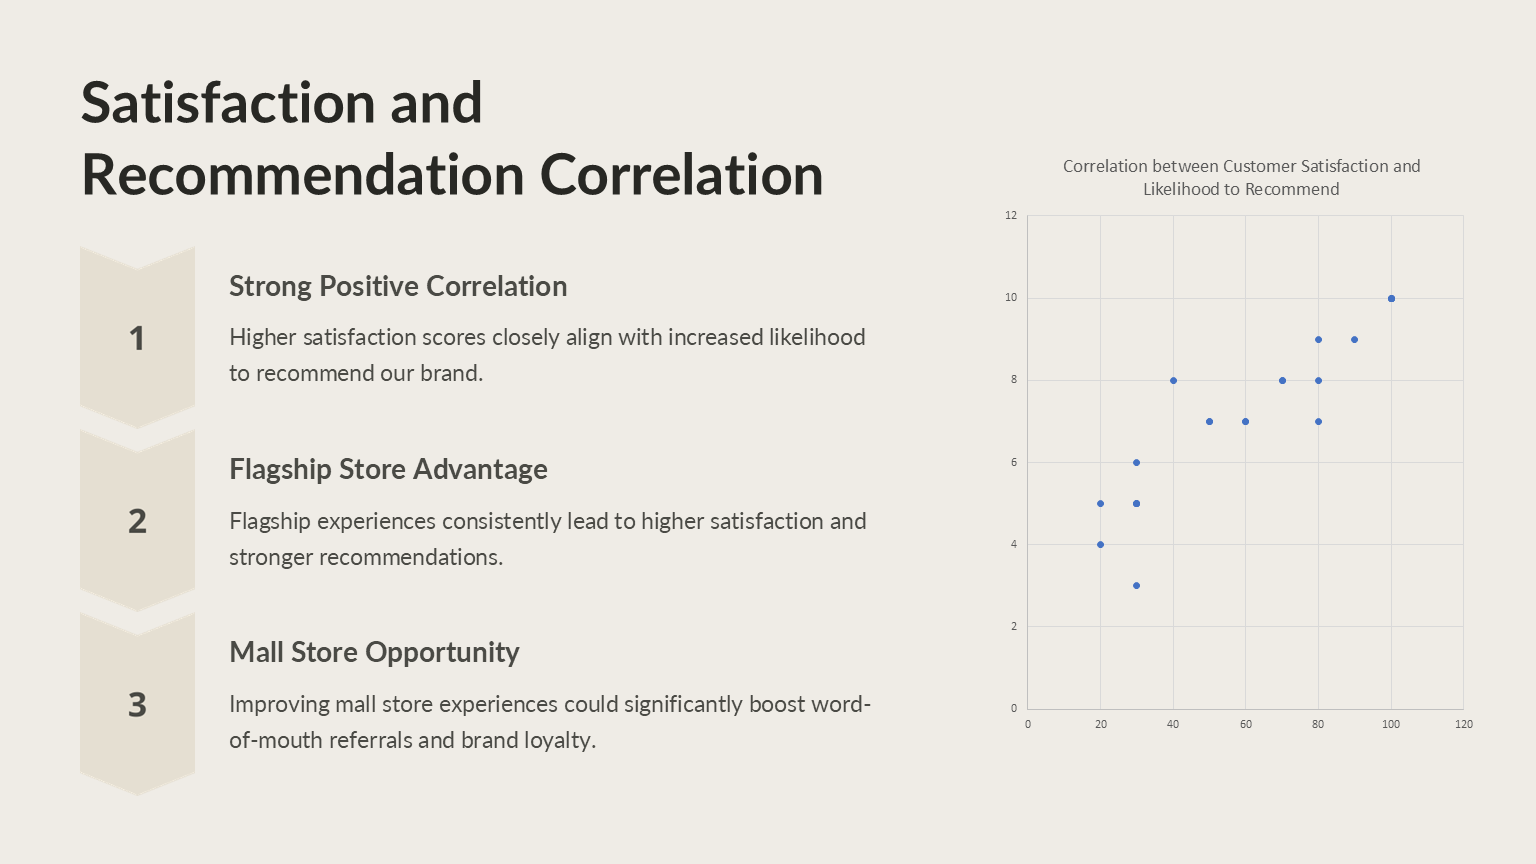 Satisfaction and
Recommendation Correlation
1
Strong Positive Correlation
Higher satisfaction scores closely align with increased likelihood
to recommend our brand.
2
Flagship Store Advantage
Flagship experiences consistently lead to higher satisfaction and
stronger recommendations.
3
Mall Store Opportunity
Improving mall store experiences could significantly boost word-
of-mouth referrals and brand loyalty.
Correlation between Customer Satisfaction and
Likelihood to Recommend
12
10
8
6
4
2
0
0 20 40 60 80 100 120